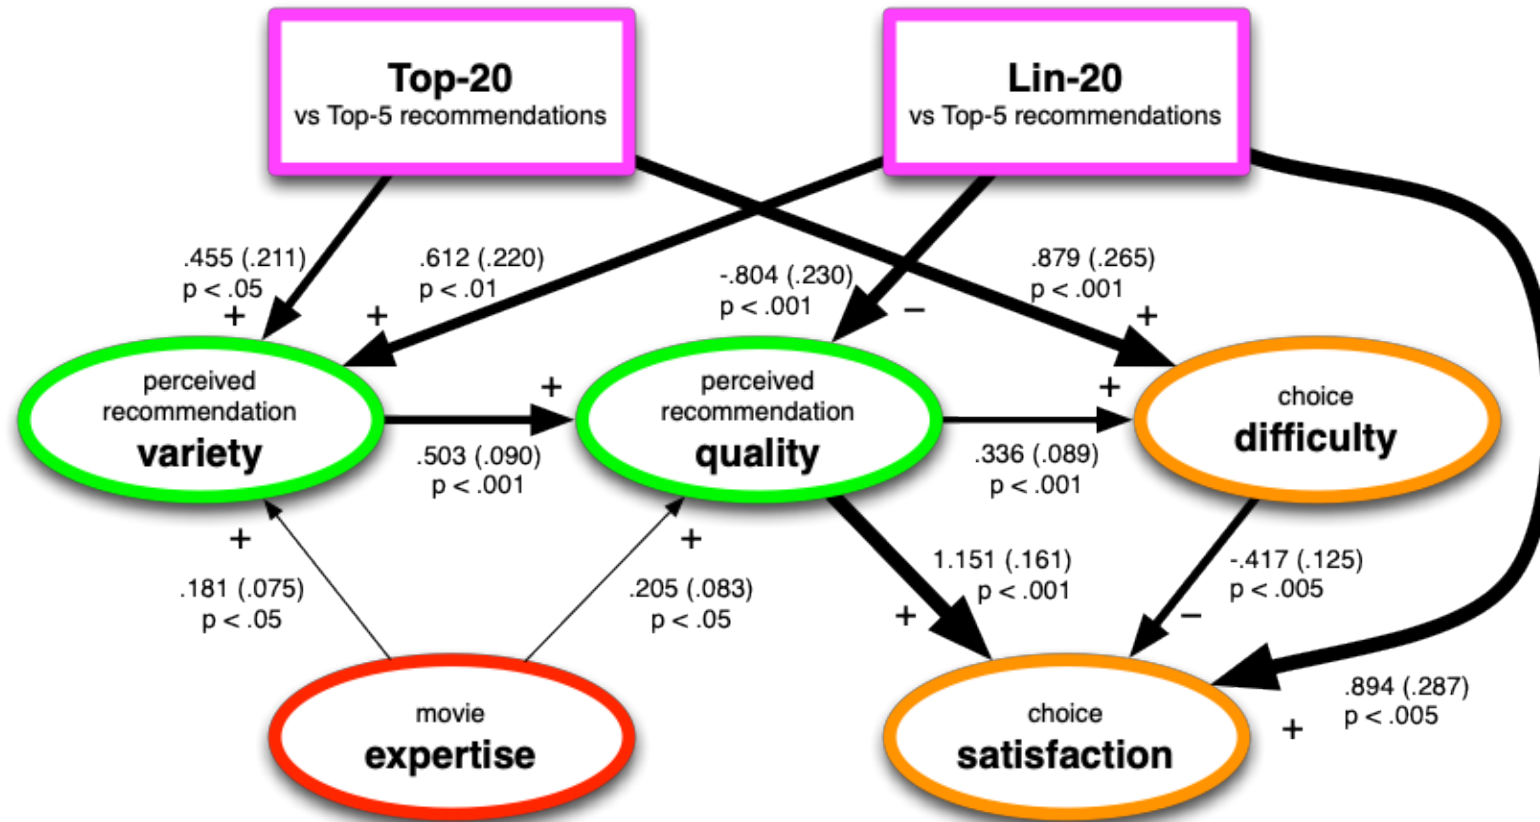 Top-20
vs Top-5 recommendations
Lin-20
vs Top-5 recommendations
.455 (.211)
p < .05
+
.612 (.220)
p < .01
+
-.804 (.230)
p < .001
–
.879 (.265)
p < .001
+
perceived
recommendation
variety
+
.503 (.090)
p < .001
perceived
recommendation
quality
+
.336 (.089)
p < .001
choice
difficulty
+
.181 (.075)
p < .05
+
.205 (.083)
p < .05
1.151 (.161)
p < .001
+
-.417 (.125)
p < .005
–
movie
expertise
choice
satisfaction
.894 (.287)
p < .005
+